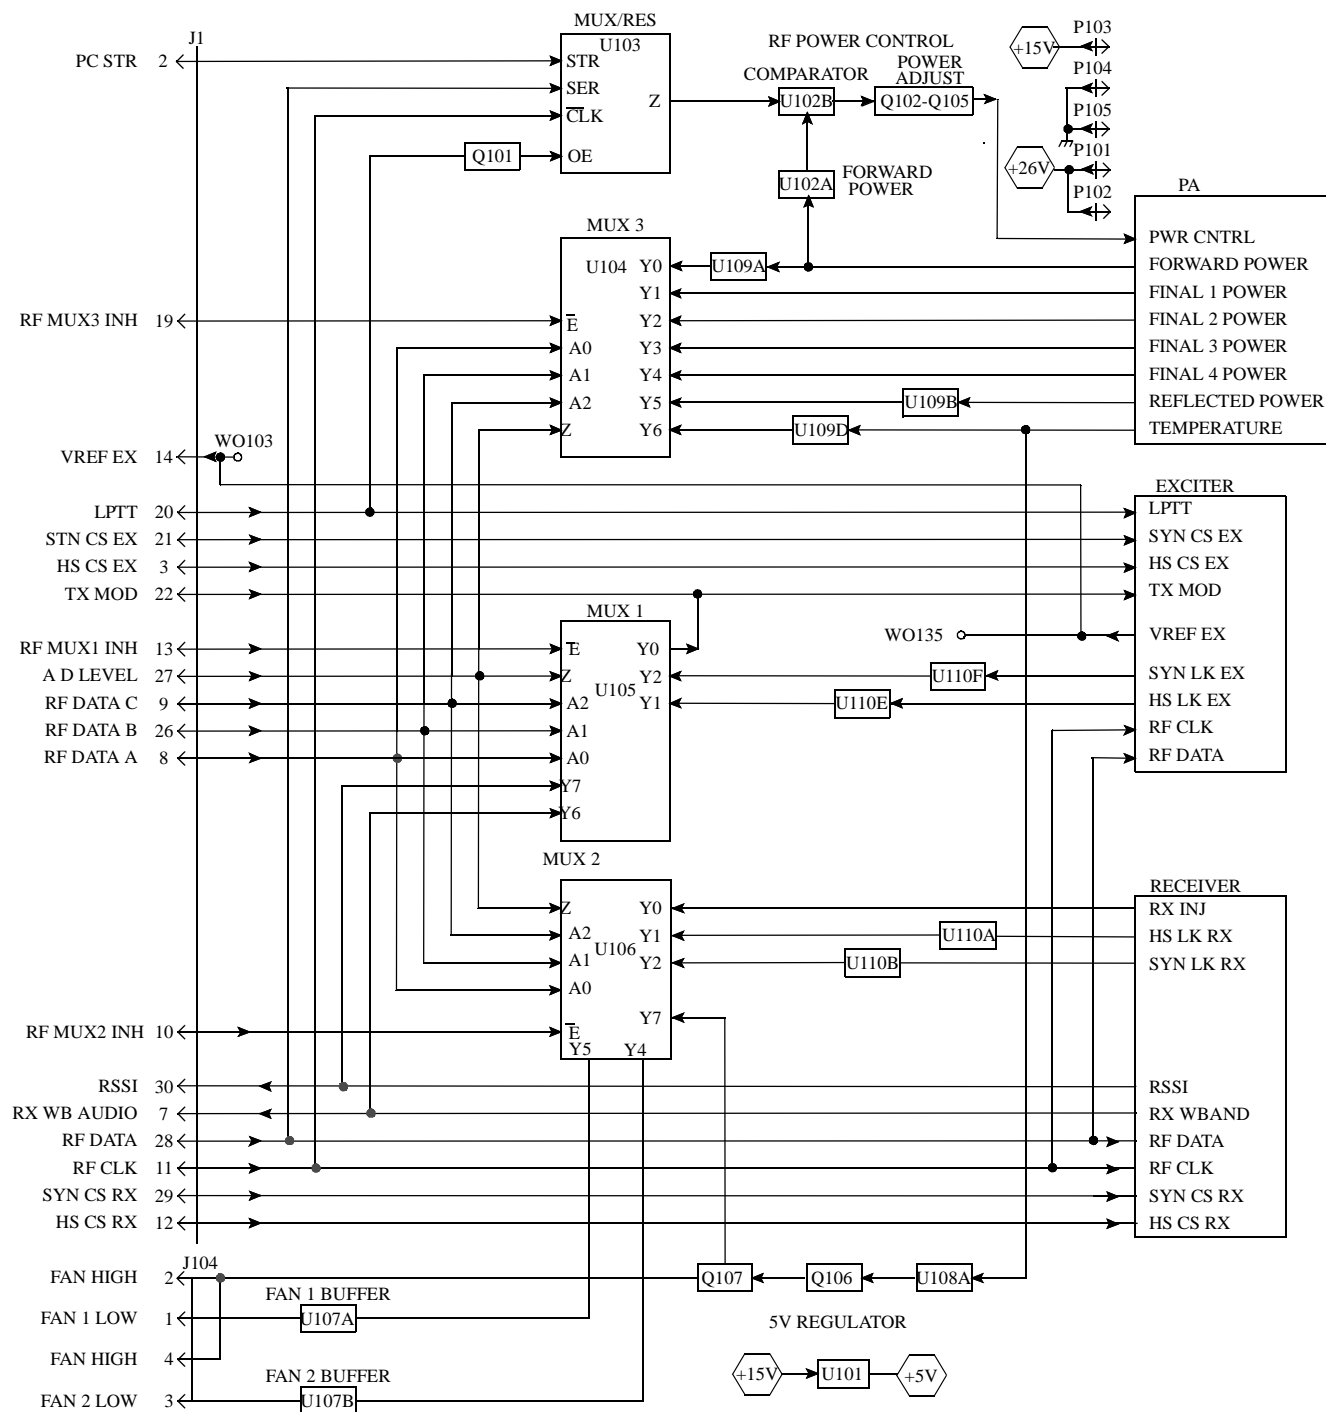 MUX/RES
J1
U103
PC STR 2
STR
SER
CLK
OE
Z
Q101
RF POWER CONTROL
COMPARATOR
POWER
ADJUST
U102B
Q102-Q105
U102A
FORWARD
POWER
+15V
P103
P104
P105
+26V
P101
P102
PA
PWR CNTRL
FORWARD POWER
FINAL 1 POWER
FINAL 2 POWER
FINAL 3 POWER
FINAL 4 POWER
REFLECTED POWER
TEMPERATURE
MUX 3
U104
Y0
Y1
Y2
Y3
Y4
Y5
Y6
E
A0
A1
A2
Z
U109A
U109B
U109D
RF MUX3 INH 19
WO103
VREF EX 14
LPTT 20
STN CS EX 21
HS CS EX 3
TX MOD 22
EXCITER
LPTT
SYN CS EX
HS CS EX
TX MOD
VREF EX
SYN LK EX
HS LK EX
RF CLK
RF DATA
WO135
U110F
U110E
MUX 1
U105
E
Z
A2
A1
A0
Y7
Y6
Y0
Y2
Y1
RF MUX1 INH 13
A D LEVEL 27
RF DATA C 9
RF DATA B 26
RF DATA A 8
MUX 2
U106
Z
A2
A1
A0
E
Y5
Y4
Y0
Y1
Y2
Y7
U110A
U110B
RECEIVER
RX INJ
HS LK RX
SYN LK RX
RSSI
RX WBAND
RF DATA
RF CLK
SYN CS RX
HS CS RX
RF MUX2 INH 10
RSSI 30
RX WB AUDIO 7
RF DATA 28
RF CLK 11
SYN CS RX 29
HS CS RX 12
J104
FAN HIGH 2
FAN 1 LOW 1
FAN HIGH 4
FAN 2 LOW 3
FAN 1 BUFFER
U107A
FAN 2 BUFFER
U107B
Q107
Q106
U108A
5V REGULATOR
+15V
U101
+5V